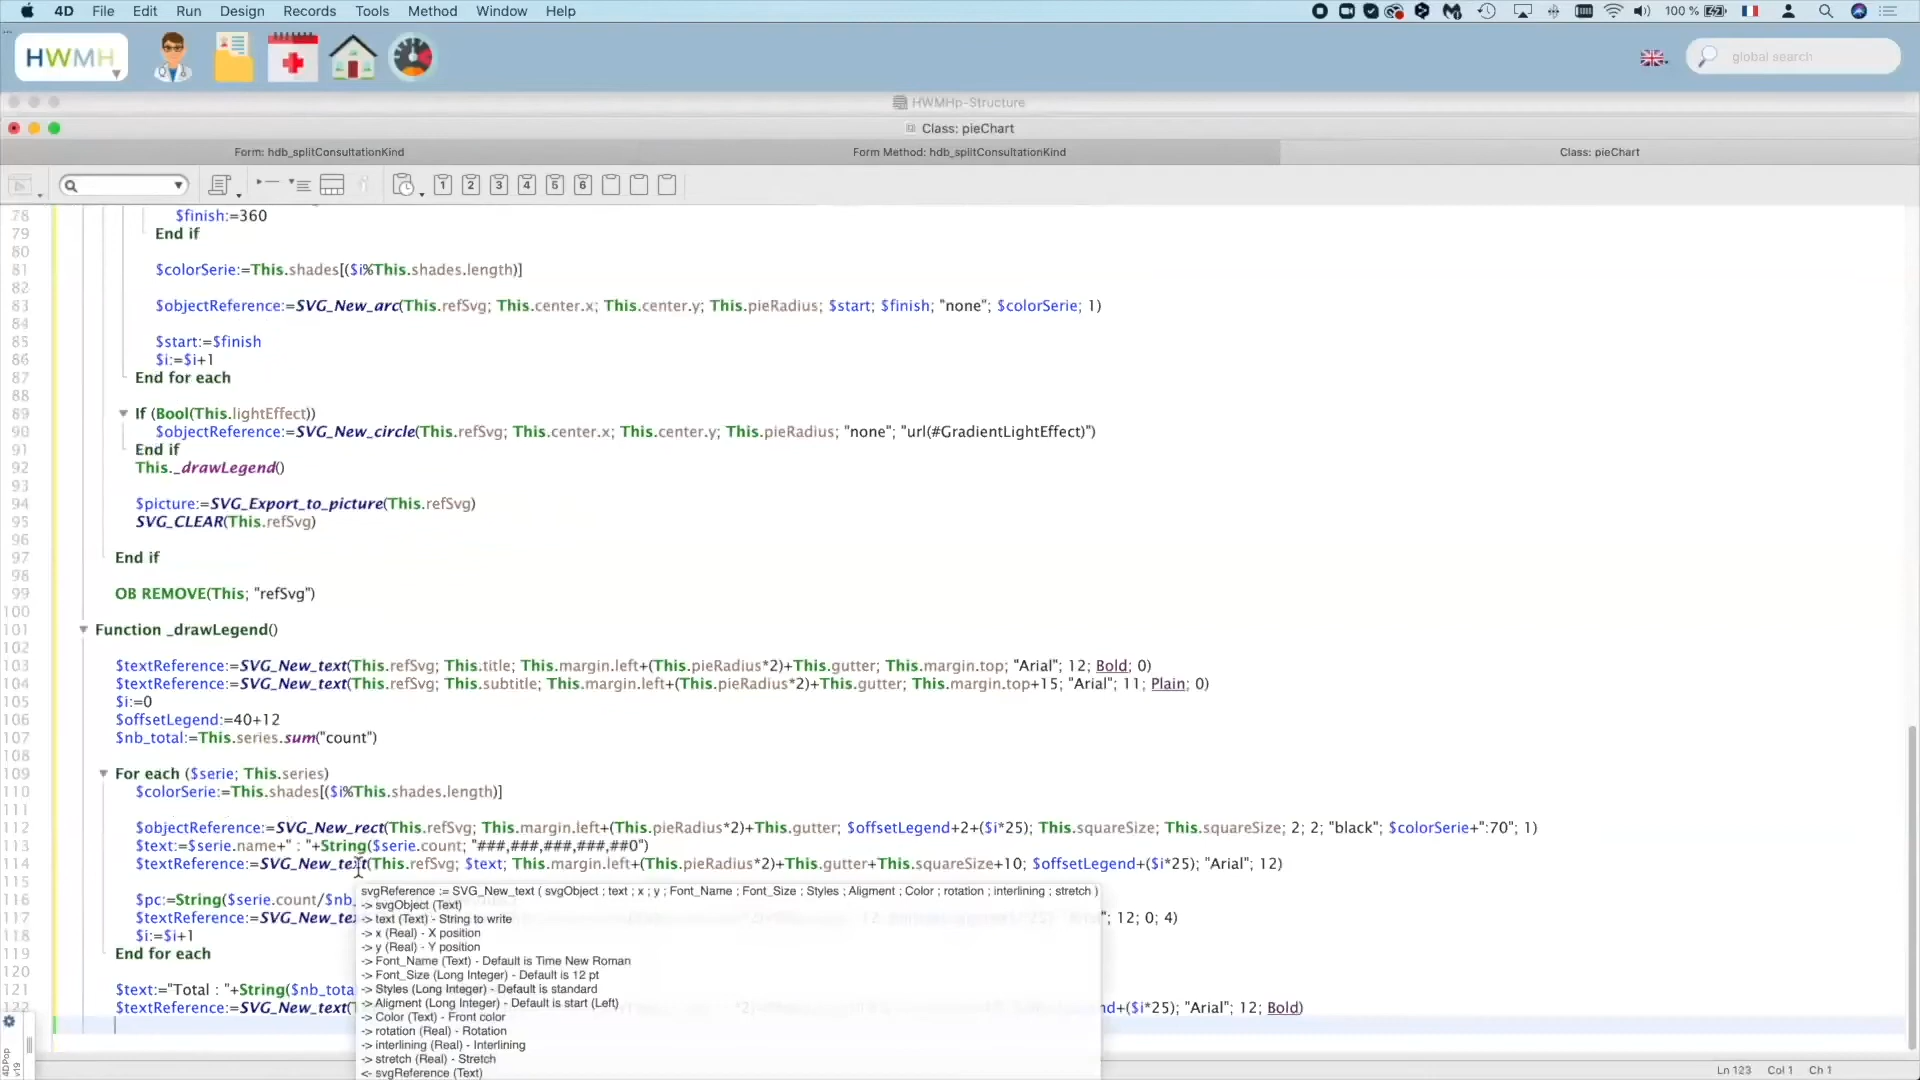 4D File Edit Run Design Records Tools Method Window Help 100 %
HWMH global search
HWMHp-Structure
Class: pieChart
Form: hdb_splitConsultationKind Form Method: hdb_splitConsultationKind Class: pieChart
1 2 3 4 5 6
78 $finish:=360
79 End if
80
81 $colorSerie:=This.shades[($i%This.shades.length)]
82
83 $objectReference:=SVG_New_arc(This.refSvg; This.center.x; This.center.y; This.pieRadius; $start; $finish; "none"; $colorSerie; 1)
84
85 $start:=$finish
86 $i:=$i+1
87 End for each
88
89 If (Bool(This.lightEffect))
90 $objectReference:=SVG_New_circle(This.refSvg; This.center.x; This.center.y; This.pieRadius; "none"; "url(#GradientLightEffect)")
91 End if
92 This._drawLegend()
93
94 $picture:=SVG_Export_to_picture(This.refSvg)
95 SVG_CLEAR(This.refSvg)
96
97 End if
98
99 OB REMOVE(This; "refSvg")
100
101 Function _drawLegend()
102
103 $textReference:=SVG_New_text(This.refSvg; This.title; This.margin.left+(This.pieRadius*2)+This.gutter; This.margin.top; "Arial"; 12; Bold; 0)
104 $textReference:=SVG_New_text(This.refSvg; This.subtitle; This.margin.left+(This.pieRadius*2)+This.gutter; This.margin.top+15; "Arial"; 11; Plain; 0)
105 $i:=0
106 $offsetLegend:=40+12
107 $nb_total:=This.series.sum("count")
108
109 For each ($serie; This.series)
110 $colorSerie:=This.shades[($i%This.shades.length)]
111
112 $objectReference:=SVG_New_rect(This.refSvg; This.margin.left+(This.pieRadius*2)+This.gutter; $offsetLegend+2+($i*25); This.squareSize; This.squareSize; 2; 2; "black"; $colorSerie+":70"; 1)
113 $text:=$serie.name+" : "+String($serie.count; "###,###,###,###,##0")
114 $textReference:=SVG_New_text(This.refSvg; $text; This.margin.left+(This.pieRadius*2)+This.gutter+This.squareSize+10; $offsetLegend+($i*25); "Arial"; 12)
115
svgReference := SVG_New_text ( svgObject ; text ; x ; y ; Font_Name ; Font_Size ; Styles ; Aligment ; Color ; rotation ; interlining ; stretch )
-> svgObject (Text)
-> text (Text) - String to write
-> x (Real) - X position
-> y (Real) - Y position
-> Font_Name (Text) - Default is Time New Roman
-> Font_Size (Long Integer) - Default is 12 pt
-> Styles (Long Integer) - Default is standard
-> Aligment (Long Integer) - Default is start (Left)
-> Color (Text) - Front color
-> rotation (Real) - Rotation
-> interlining (Real) - Interlining
-> stretch (Real) - Stretch
<- svgReference (Text)
116 $pc:=String($serie.count/$nb_
117 $textReference:=SVG_New_te "; 12; 0; 4)
118 $i:=$i+1
119 End for each
120
121 $text:="Total : "+String($nb_tota
122 $textReference:=SVG_New_text( +($i*25); "Arial"; 12; Bold)
4DPop v19
Ln 123 Col 1 Ch 1